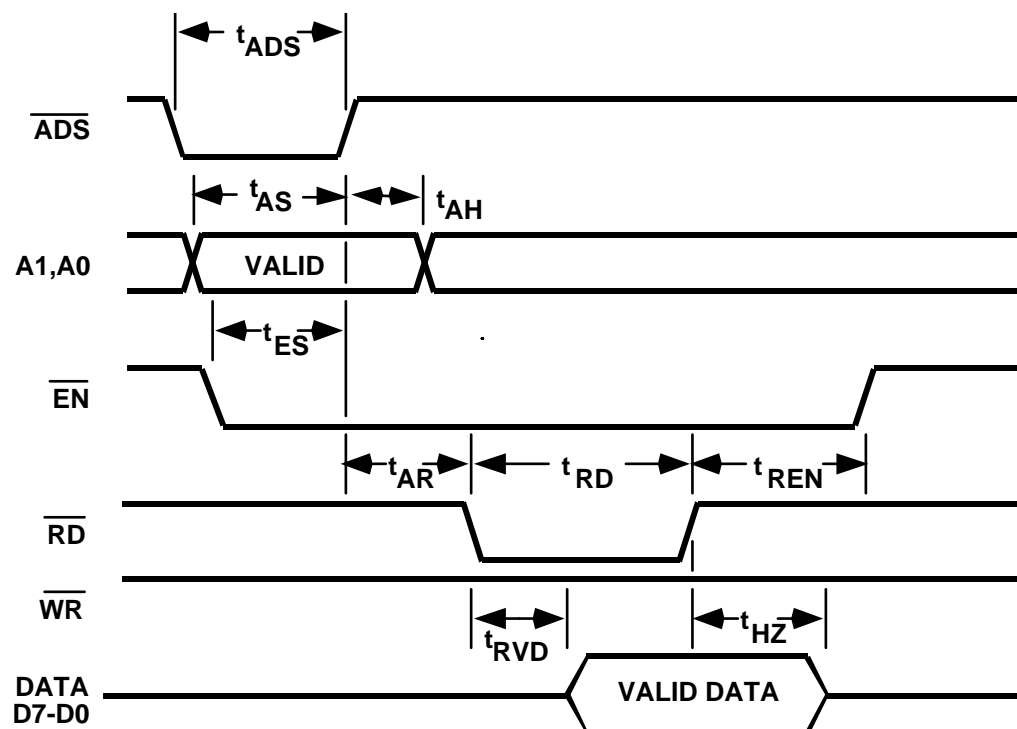 tADS
ADS
tAS
tAH
A1,A0
VALID
tES
EN
tAR
tRD
tREN
RD
WR
tRVD
tHZ
DATA
D7-D0
VALID DATA